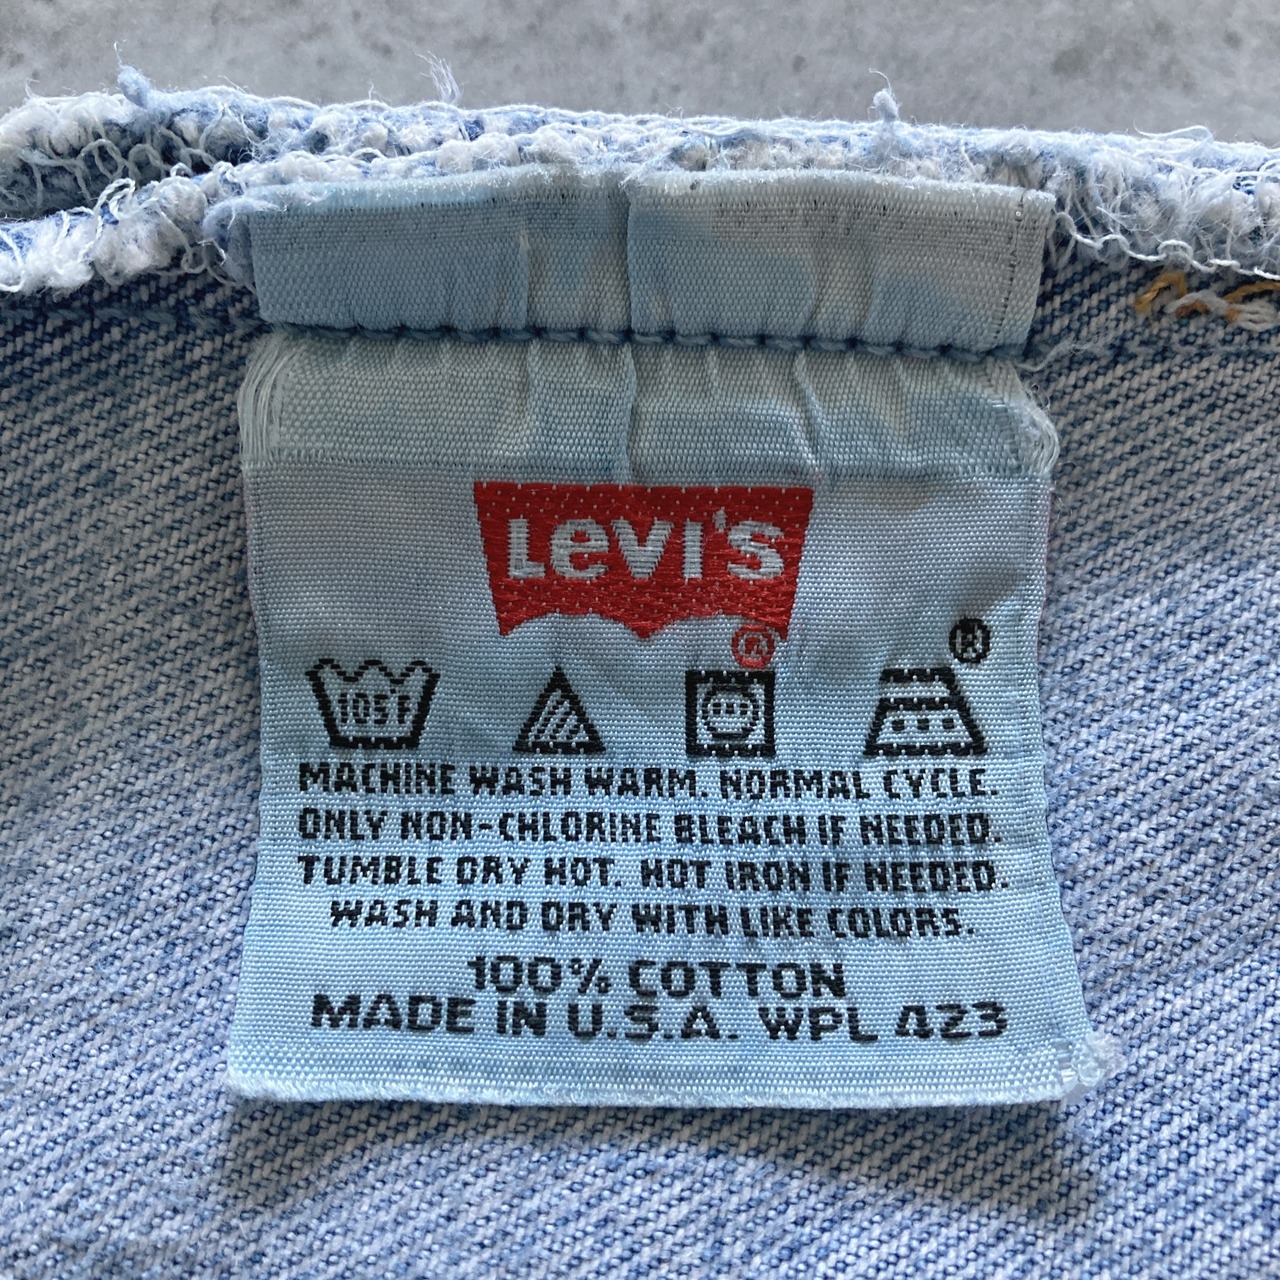 LEVI'S
®
®
105F
MACHINE WASH WARM. NORMAL CYCLE.
ONLY NON-CHLORINE BLEACH IF NEEDED.
TUMBLE DRY HOT. HOT IRON IF NEEDED.
WASH AND DRY WITH LIKE COLORS.
100% COTTON
MADE IN U.S.A. WPL 423